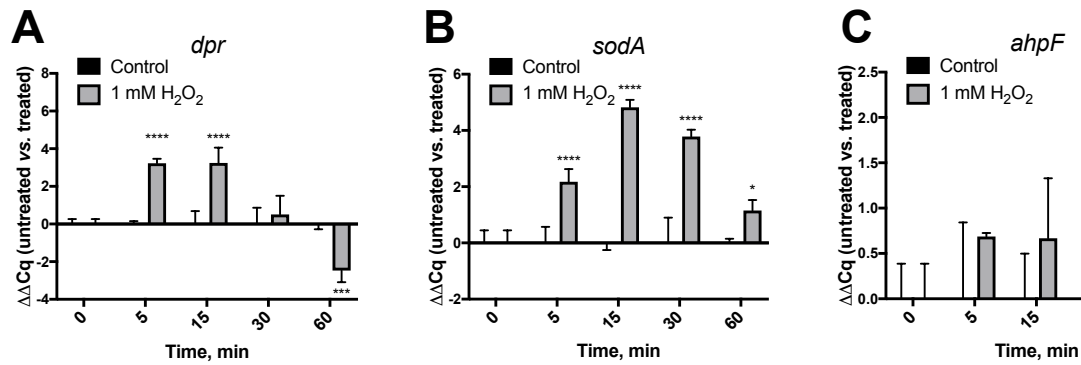 A
dpr
Control
1 mM H₂O₂
ΔΔCq (untreated vs. treated)
8
6
4
2
0
-2
-4
****
****
***
0
5
15
30
60
Time, min
B
sodA
Control
1 mM H₂O₂
ΔΔCq (untreated vs. treated)
6
4
2
0
-2
****
****
****
*
0
5
15
30
60
Time, min
C
ahpF
Control
1 mM H₂O₂
ΔΔCq (untreated vs. treated)
2.5
2.0
1.5
1.0
0.5
0.0
0
5
15
Time, min